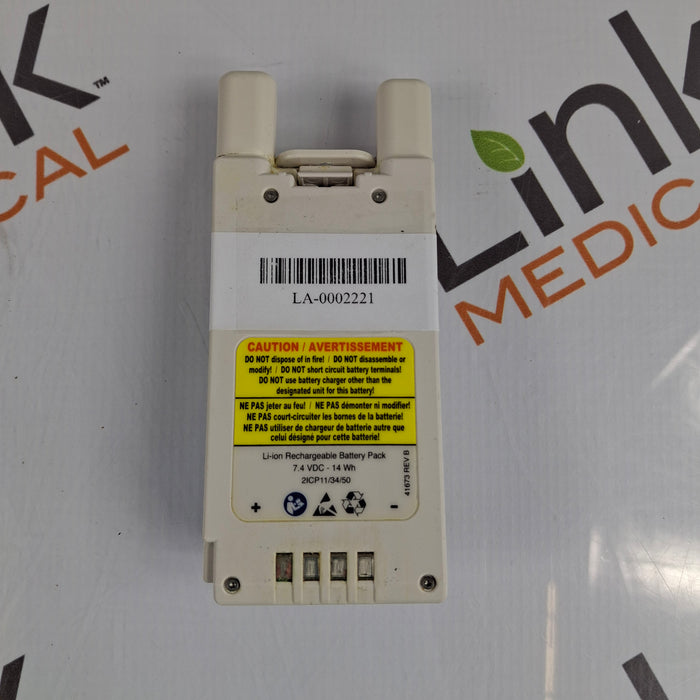 k™
CAL
Link
MEDICAL
LA-0002221
CAUTION / AVERTISSEMENT
DO NOT dispose of in fire! / DO NOT disassemble or
modify! / DO NOT short circuit battery terminals!
DO NOT use battery charger other than the
designated unit for this battery!
NE PAS jeter au feu! / NE PAS démonter ni modifier!
NE PAS court-circuiter les bornes de la batterie!
NE PAS utiliser de chargeur de batterie autre que
celui désigné pour cette batterie!
Li-ion Rechargeable Battery Pack
7.4 VDC - 14 Wh
2ICP11/34/50
41673 REV B
+ -
Link
MEDICAL